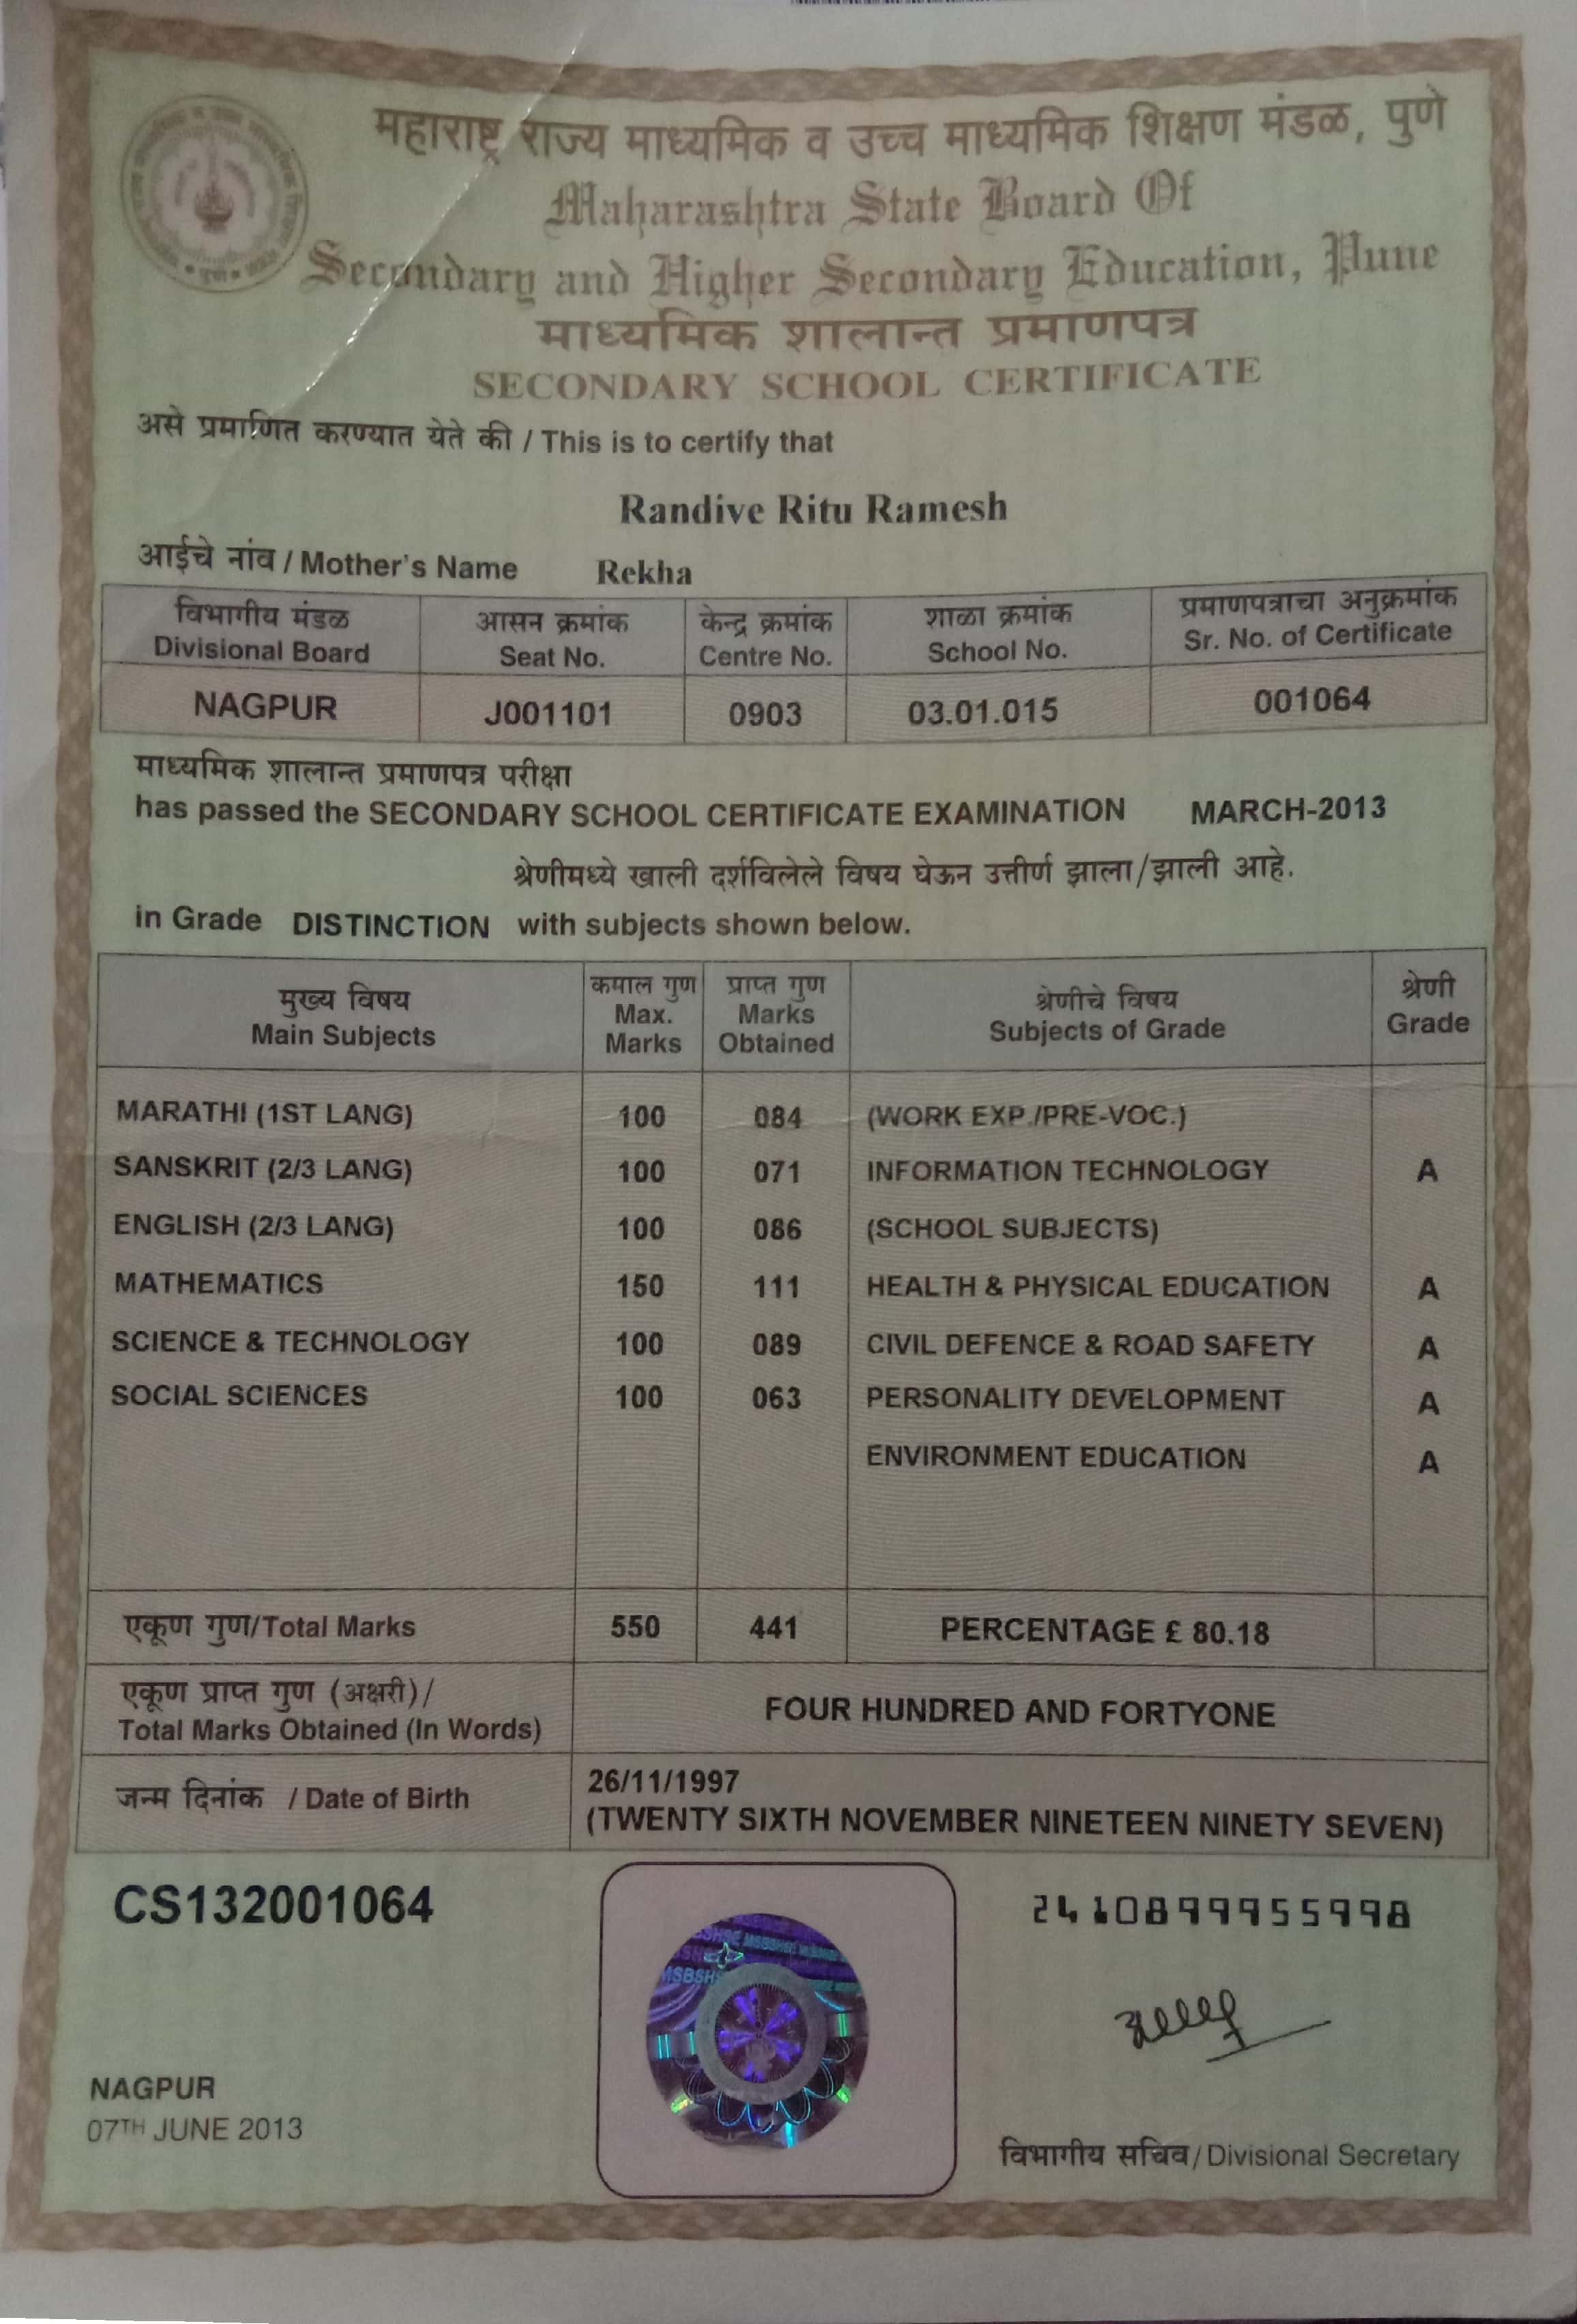 महाराष्ट्र राज्य माध्यमिक व उच्च माध्यमिक शिक्षण मंडळ, पुणे
Maharashtra State Board Of
Secondary and Higher Secondary Education, Pune
माध्यमिक शालान्त प्रमाणपत्र
SECONDARY SCHOOL CERTIFICATE
असे प्रमाणित करण्यात येते की / This is to certify that
Randive Ritu Ramesh
आईचे नांव / Mother's Name Rekha
विभागीय मंडळ आसन क्रमांक केन्द्र क्रमांक शाळा क्रमांक प्रमाणपत्राचा अनुक्रमांक
Divisional Board Seat No. Centre No. School No. Sr. No. of Certificate
NAGPUR J001101 0903 03.01.015 001064
माध्यमिक शालान्त प्रमाणपत्र परीक्षा
has passed the SECONDARY SCHOOL CERTIFICATE EXAMINATION MARCH-2013
श्रेणीमध्ये खाली दर्शविलेले विषय घेऊन उत्तीर्ण झाला/झाली आहे.
in Grade DISTINCTION with subjects shown below.
मुख्य विषय कमाल गुण प्राप्त गुण श्रेणीचे विषय श्रेणी
Main Subjects Max. Marks Marks Obtained Subjects of Grade Grade
MARATHI (1ST LANG) 100 084 (WORK EXP./PRE-VOC.)
SANSKRIT (2/3 LANG) 100 071 INFORMATION TECHNOLOGY A
ENGLISH (2/3 LANG) 100 086 (SCHOOL SUBJECTS)
MATHEMATICS 150 111 HEALTH & PHYSICAL EDUCATION A
SCIENCE & TECHNOLOGY 100 089 CIVIL DEFENCE & ROAD SAFETY A
SOCIAL SCIENCES 100 063 PERSONALITY DEVELOPMENT A
ENVIRONMENT EDUCATION A
एकूण गुण/Total Marks 550 441 PERCENTAGE £ 80.18
एकूण प्राप्त गुण (अक्षरी)/
Total Marks Obtained (In Words) FOUR HUNDRED AND FORTYONE
जन्म दिनांक / Date of Birth 26/11/1997
(TWENTY SIXTH NOVEMBER NINETEEN NINETY SEVEN)
CS132001064 2410899955998
MSBSHSE
NAGPUR
07TH JUNE 2013
विभागीय सचिव/Divisional Secretary